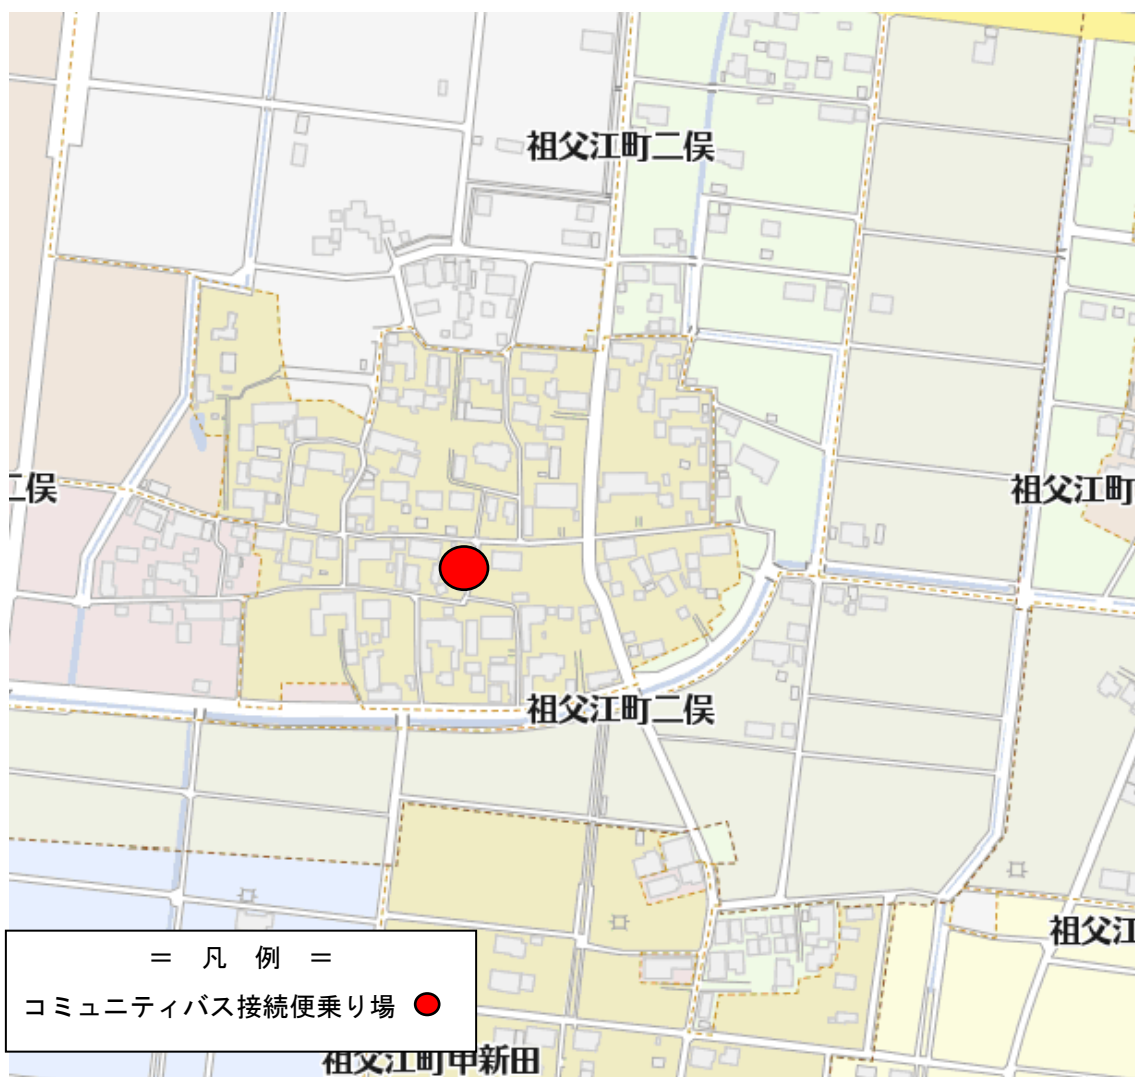 祖父江町二俣
二俣
祖父江町
祖父江町二俣
祖父江
＝ 凡 例 ＝
コミュニティバス接続便乗り場
祖父江町甲新田